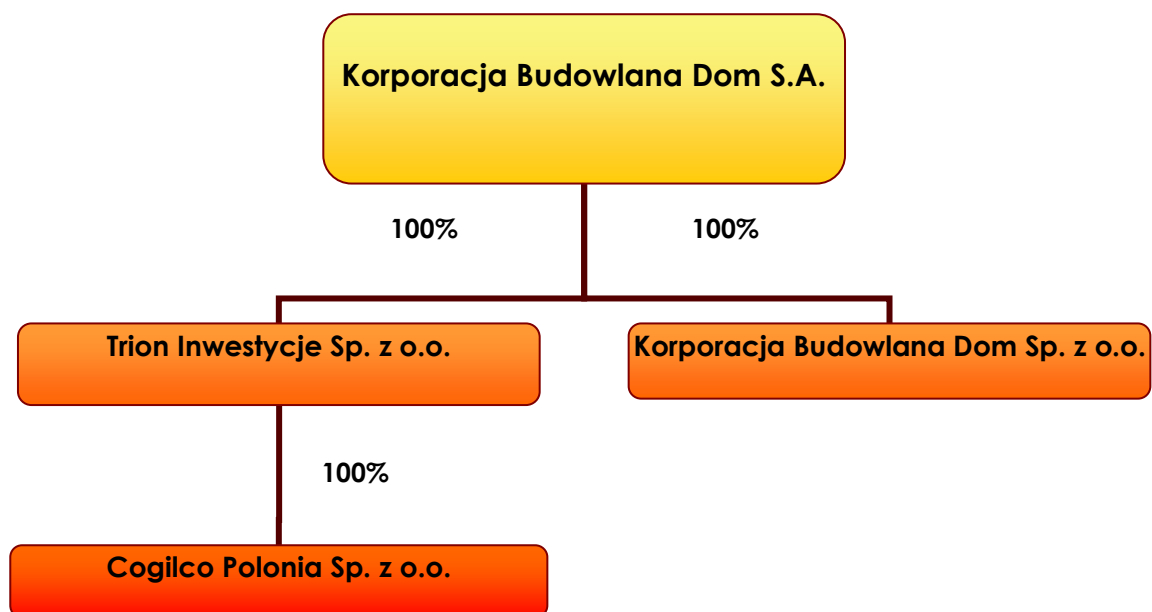 Korporacja Budowlana Dom S.A.
100%
100%
Trion Inwestycje Sp. z o.o.
Korporacja Budowlana Dom Sp. z o.o.
100%
Cogilco Polonia Sp. z o.o.